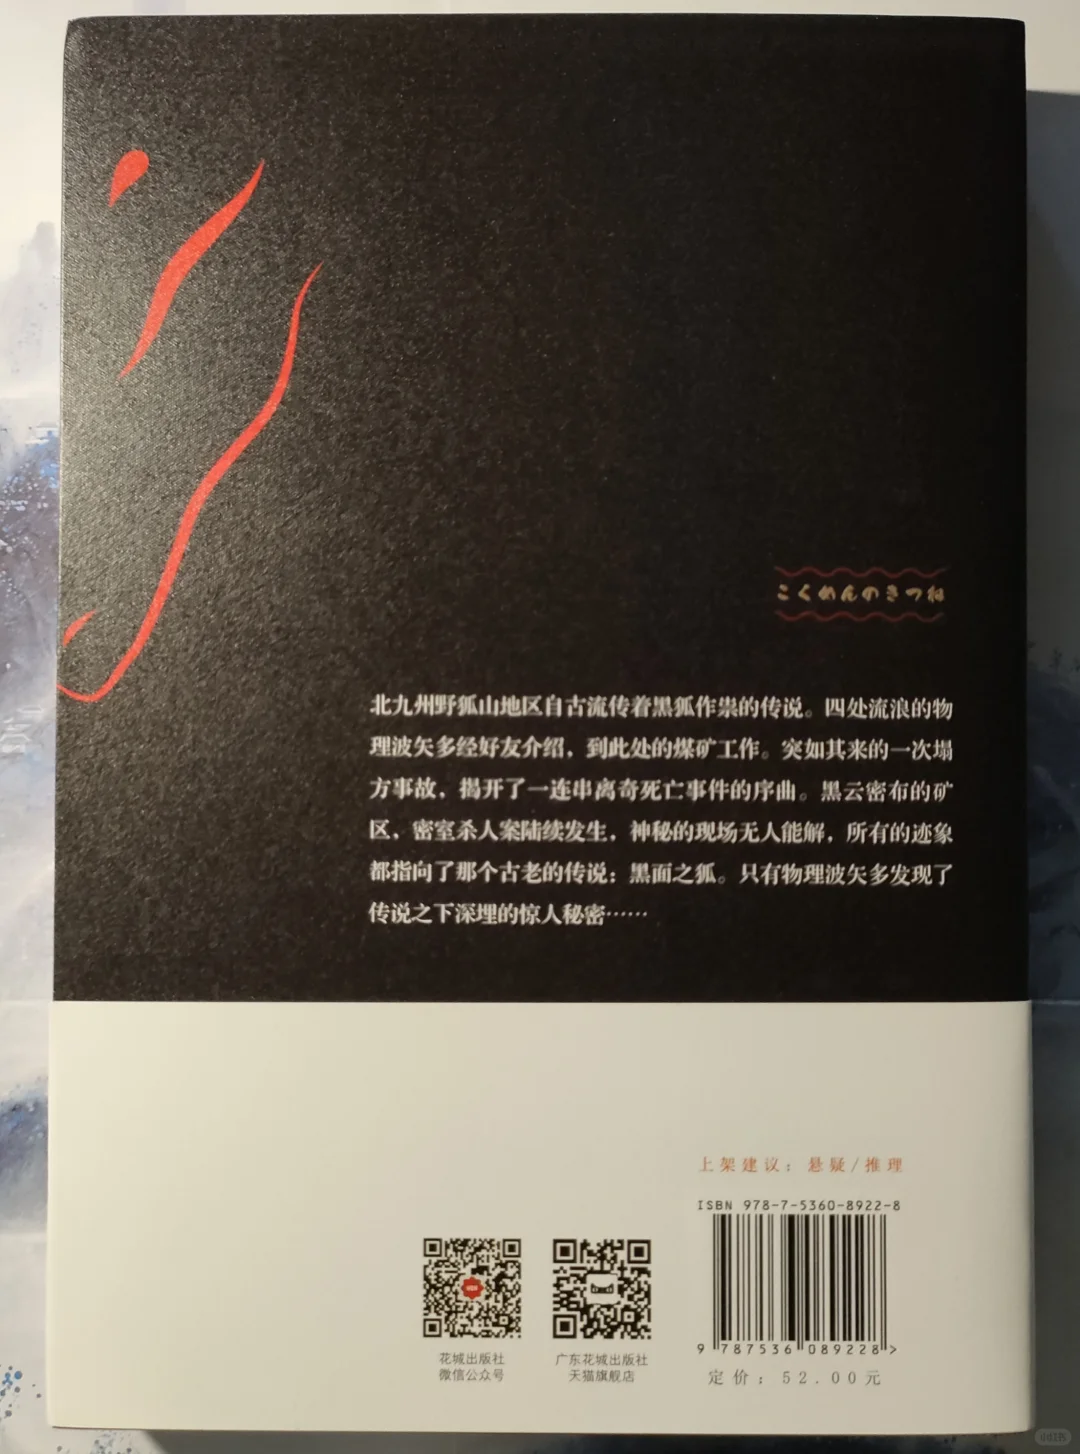 こくめんのきつね
北九州野狐山地区自古流传着黑狐作祟的传说。四处流浪的物
理波矢多经好友介绍，到此处的煤矿工作。突如其来的一次塌
方事故，揭开了一连串离奇死亡事件的序曲。黑云密布的矿
区，密室杀人案陆续发生，神秘的现场无人能解，所有的迹象
都指向了那个古老的传说：黑面之狐。只有物理波矢多发现了
传说之下深埋的惊人秘密……
上架建议：悬疑/推理
ISBN 978-7-5360-8922-8
9 787536 089228>
定价：52.00元
花城出版社
微信公众号
广东花城出版社
天猫旗舰店